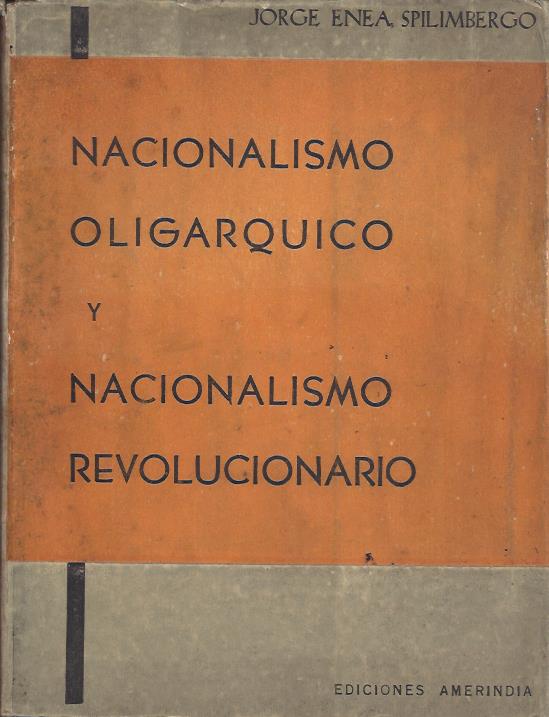 JORGE ENEA SPILIMBERGO
NACIONALISMO
OLIGARQUICO
Y
NACIONALISMO
REVOLUCIONARIO
EDICIONES AMERINDIA